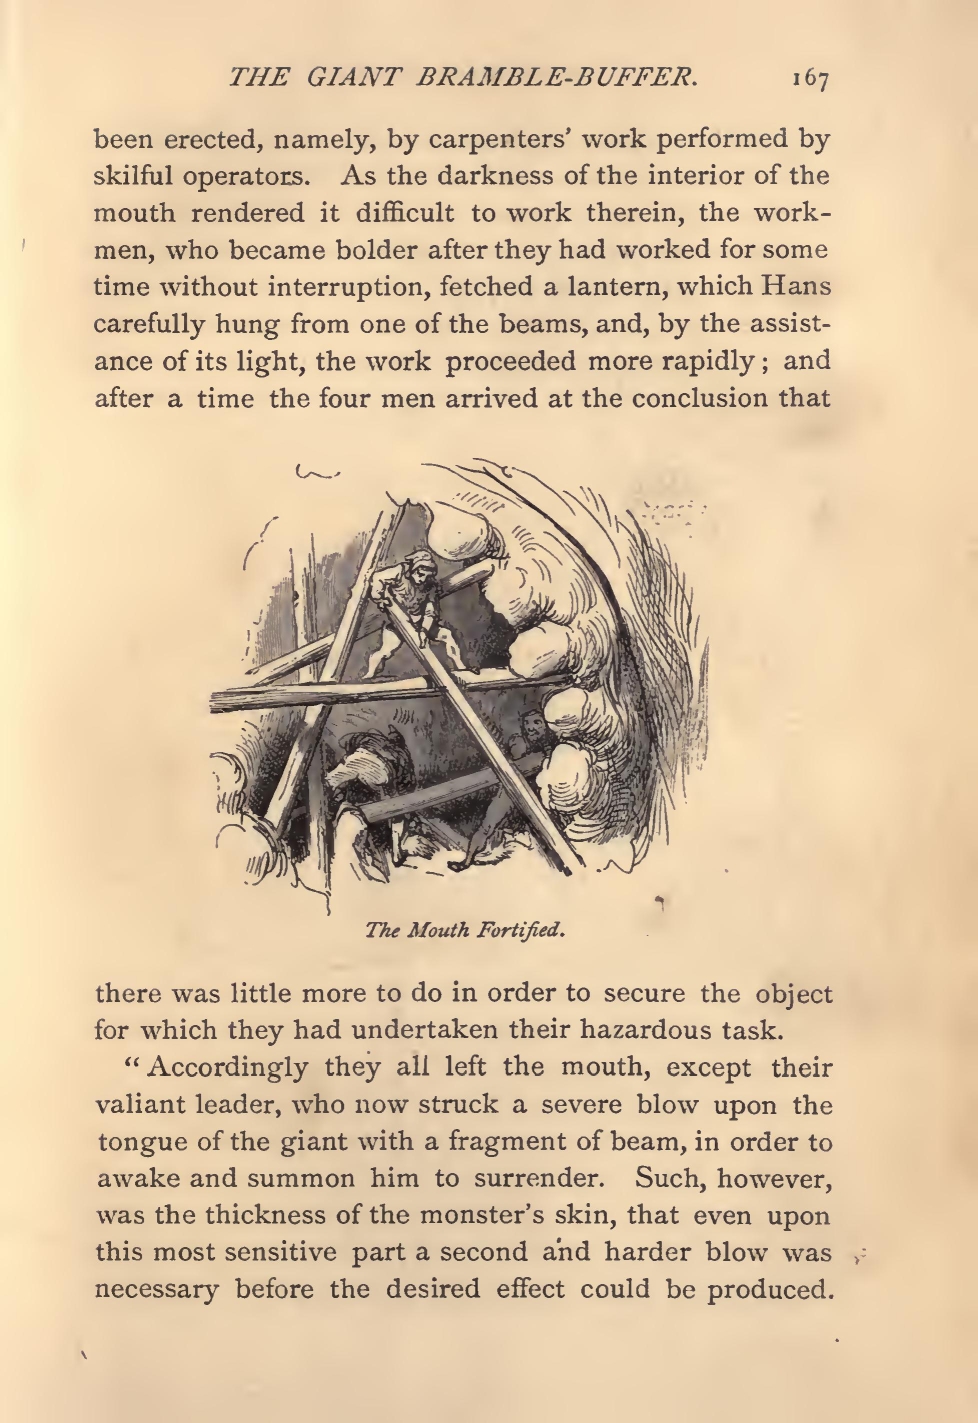 THE GIANT BRAMBLE-BUFFER. 167
been erected, namely, by carpenters’ work performed by
skilful operators. As the darkness of the interior of the
mouth rendered it difficult to work therein, the work-
men, who became bolder after they had worked for some
time without interruption, fetched a lantern, which Hans
carefully hung from one of the beams, and, by the assist-
ance of its light, the work proceeded more rapidly; and
after a time the four men arrived at the conclusion that
The Mouth Fortified.
there was little more to do in order to secure the object
for which they had undertaken their hazardous task.
“Accordingly they all left the mouth, except their
valiant leader, who now struck a severe blow upon the
tongue of the giant with a fragment of beam, in order to
awake and summon him to surrender. Such, however,
was the thickness of the monster’s skin, that even upon
this most sensitive part a second and harder blow was
necessary before the desired effect could be produced.